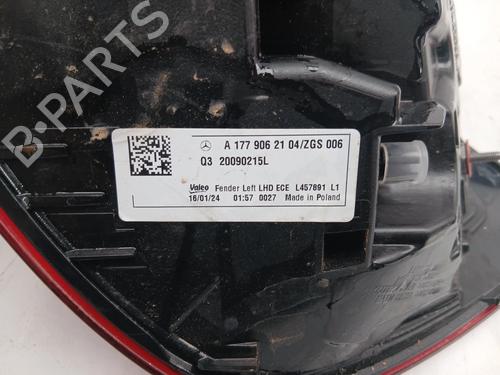 A 177 906 21 04/ZGS 006
Q3 20090215L
Valeo Fender Left LHD ECE L457891 L1
16/01/24 01:57 0027 Made in Poland
B-PARTS